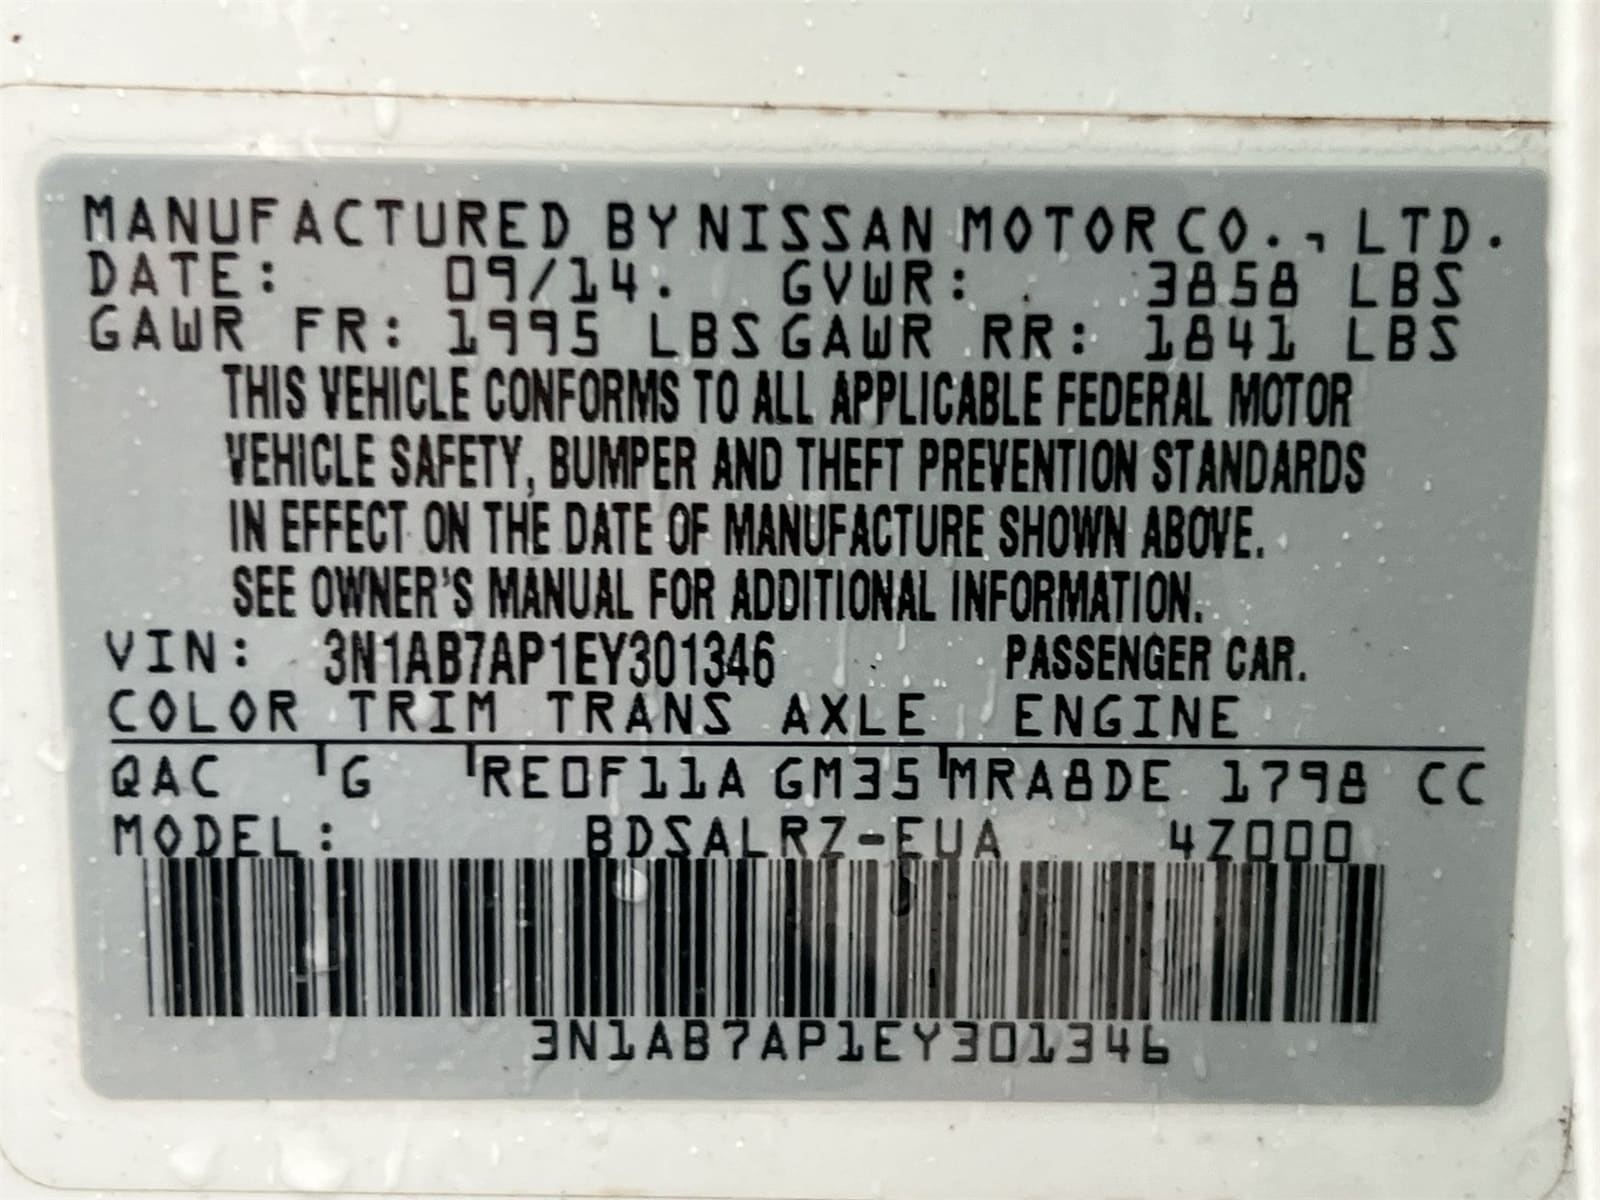 MANUFACTURED BY NISSAN MOTOR CO., LTD.
DATE: 09/14. GVWR: 3858 LBS
GAWR FR: 1995 LBS GAWR RR: 1841 LBS
THIS VEHICLE CONFORMS TO ALL APPLICABLE FEDERAL MOTOR
VEHICLE SAFETY, BUMPER AND THEFT PREVENTION STANDARDS
IN EFFECT ON THE DATE OF MANUFACTURE SHOWN ABOVE.
SEE OWNER'S MANUAL FOR ADDITIONAL INFORMATION.
VIN: 3N1AB7AP1EY301346 PASSENGER CAR.
COLOR TRIM TRANS AXLE ENGINE
QAC G RE0F11A GM35 MRA8DE 1798 CC
MODEL: BDSALRZ-EUA 4Z000
3N1AB7AP1EY301346